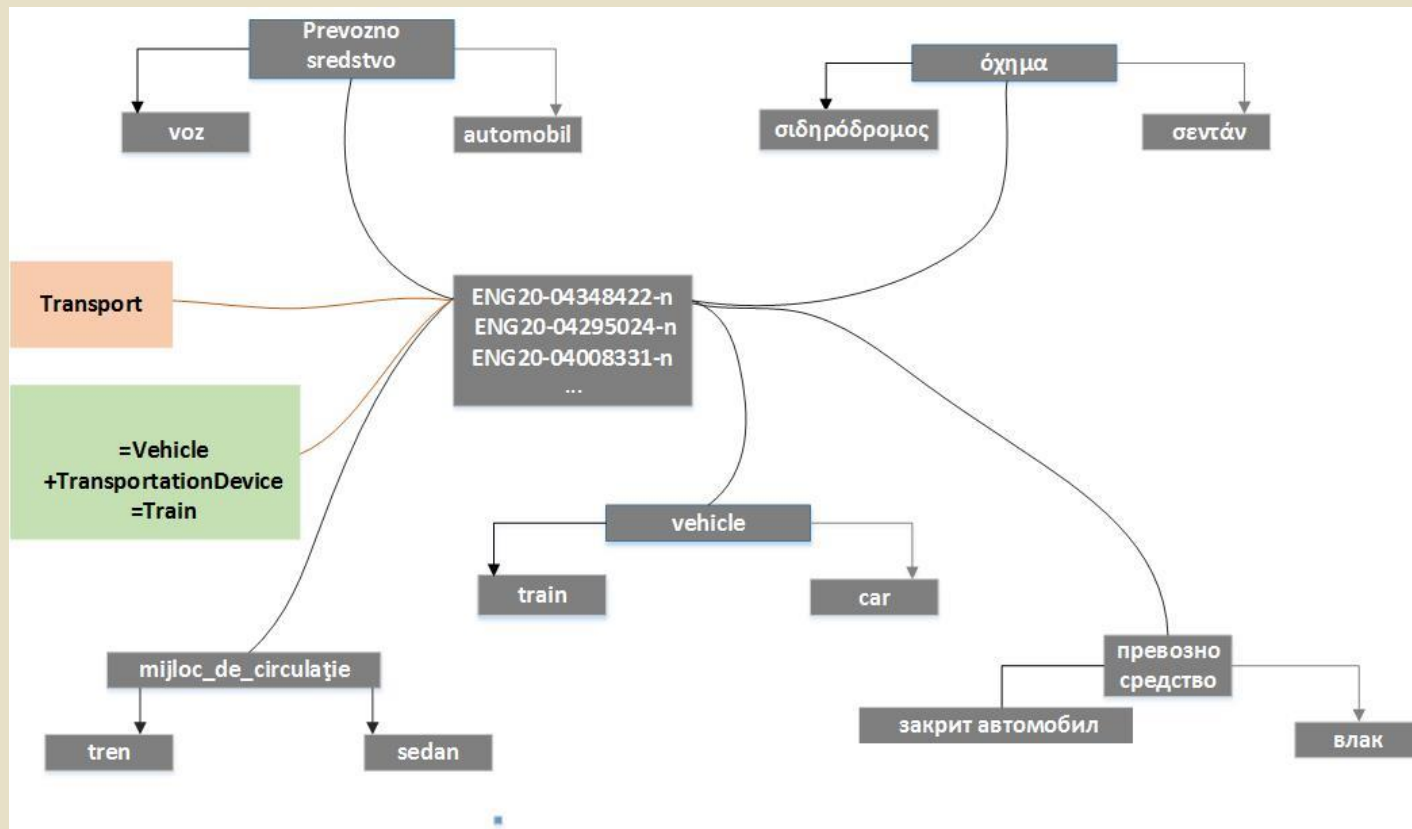 Prevozno
sredstvo
voz
automobil
όχημα
σιδηρόδρομος
σεντάν
Transport
ENG20-04348422-n
ENG20-04295024-n
ENG20-04008331-n
...
=Vehicle
+TransportationDevice
=Train
vehicle
train
car
mijloc_de_circulaţie
tren
sedan
превозно
средство
закрит автомобил
влак